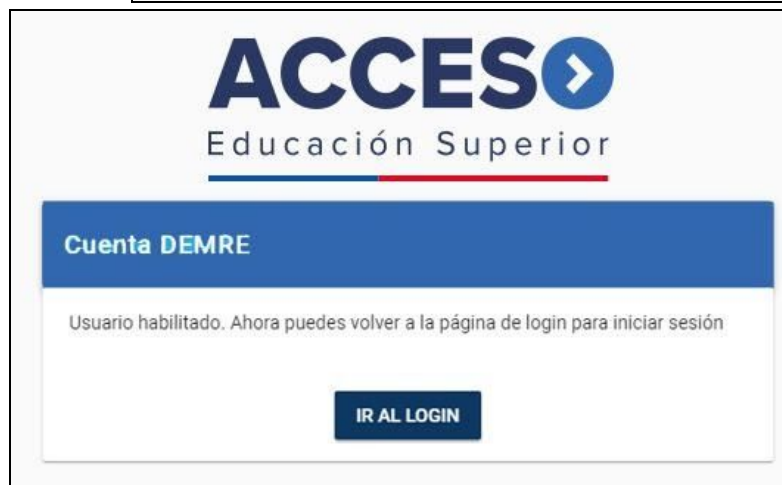 ACCESO
Educación Superior
Cuenta DEMRE
Usuario habilitado. Ahora puedes volver a la página de login para iniciar sesión
IR AL LOGIN